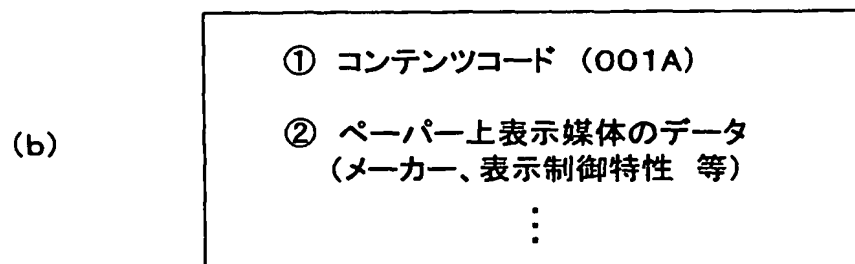 ① コンテンツコード (001A)
(b)
② ペーパー上表示媒体のデータ
(メーカー、表示制御特性 等)
⋮